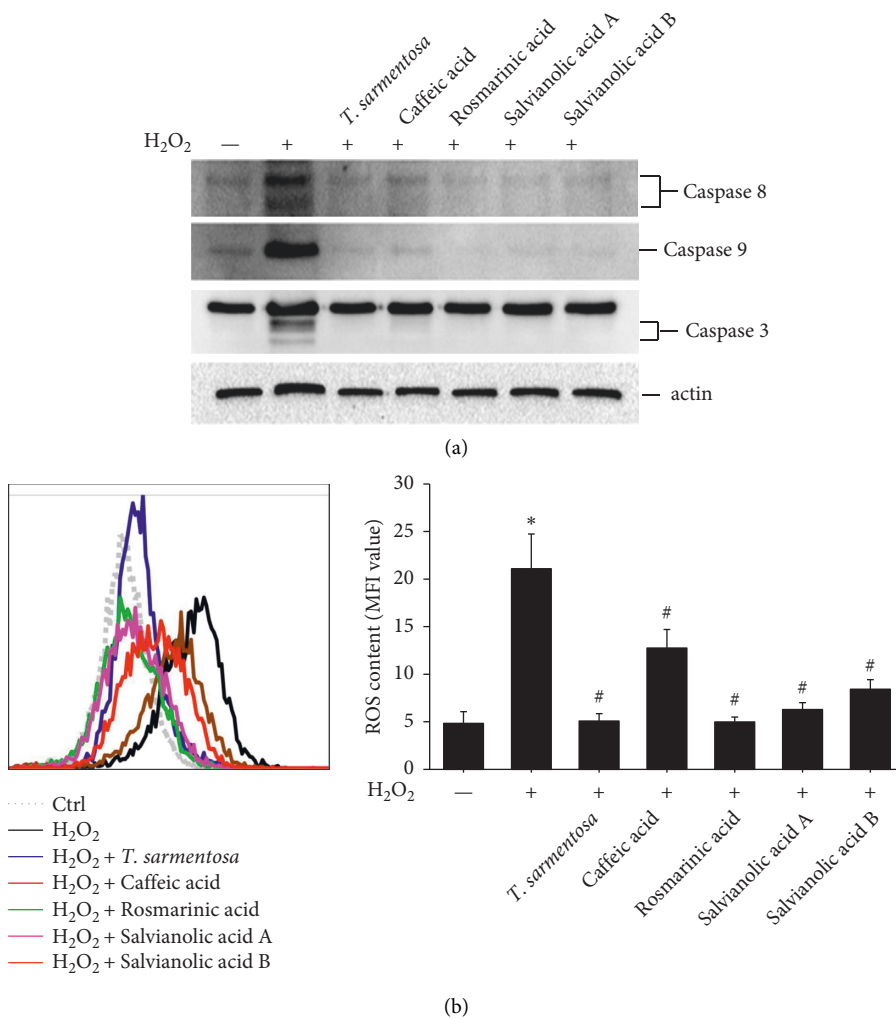 T. sarmentosa
Caffeic acid
Rosmarinic acid
Salvianolic acid A
Salvianolic acid B
H₂O₂ — + + + + + +
Caspase 8
Caspase 9
Caspase 3
actin
(a)
Ctrl
H₂O₂
H₂O₂ + T. sarmentosa
H₂O₂ + Caffeic acid
H₂O₂ + Rosmarinic acid
H₂O₂ + Salvianolic acid A
H₂O₂ + Salvianolic acid B
ROS content (MFI value)
30
25
20
15
10
5
0
*
#
#
#
#
#
H₂O₂ — + + + + + +
T. sarmentosa
Caffeic acid
Rosmarinic acid
Salvianolic acid A
Salvianolic acid B
(b)